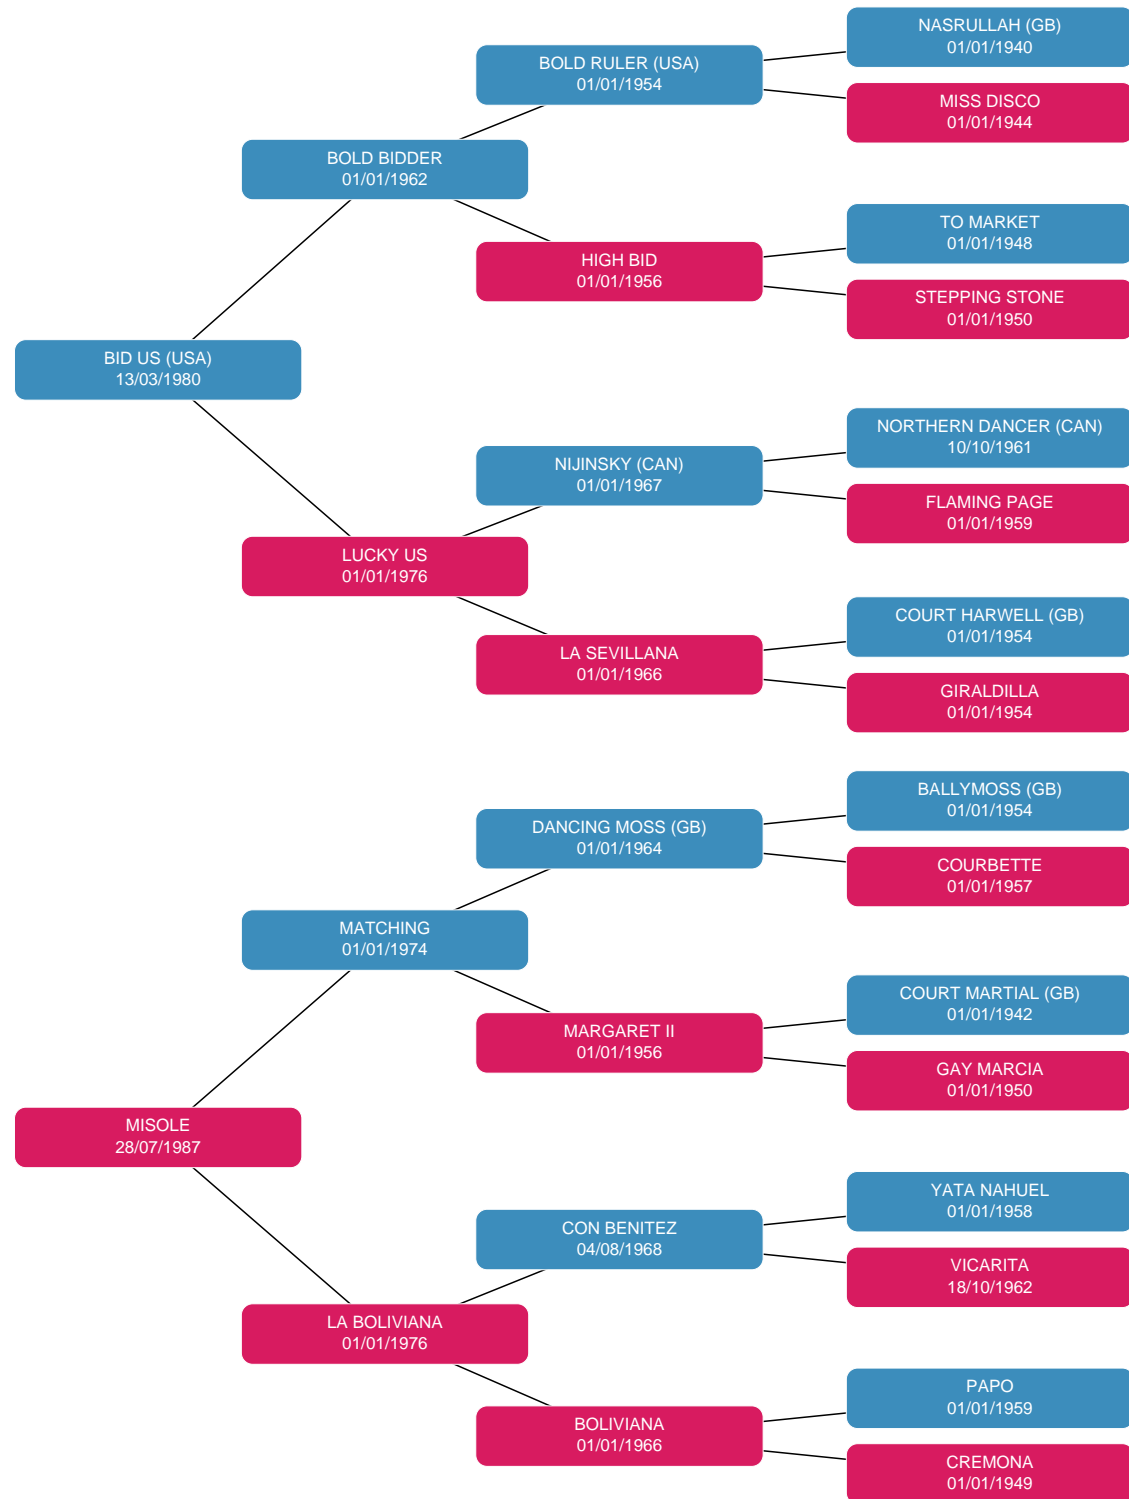 NASRULLAH (GB)
01/01/1940
BOLD RULER (USA)
01/01/1954
MISS DISCO
01/01/1944
BOLD BIDDER
01/01/1962
TO MARKET
01/01/1948
HIGH BID
01/01/1956
STEPPING STONE
01/01/1950
BID US (USA)
13/03/1980
NORTHERN DANCER (CAN)
10/10/1961
NIJINSKY (CAN)
01/01/1967
FLAMING PAGE
01/01/1959
LUCKY US
01/01/1976
COURT HARWELL (GB)
01/01/1954
LA SEVILLANA
01/01/1966
GIRALDILLA
01/01/1954
BALLYMOSS (GB)
01/01/1954
DANCING MOSS (GB)
01/01/1964
COURBETTE
01/01/1957
MATCHING
01/01/1974
COURT MARTIAL (GB)
01/01/1942
MARGARET II
01/01/1956
GAY MARCIA
01/01/1950
MISOLE
28/07/1987
YATA NAHUEL
01/01/1958
CON BENITEZ
04/08/1968
VICARITA
18/10/1962
LA BOLIVIANA
01/01/1976
PAPO
01/01/1959
BOLIVIANA
01/01/1966
CREMONA
01/01/1949